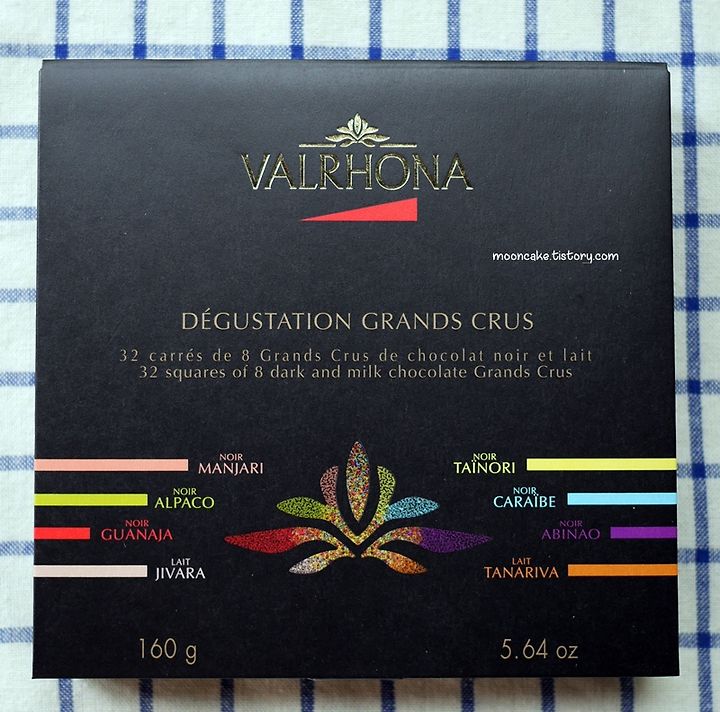 VALRHONA
mooncake.tistory.com
DÉGUSTATION GRANDS CRUS
32 carrés de 8 Grands Crus de chocolat noir et lait
32 squares of 8 dark and milk chocolate Grands Crus
NOIR
MANJARI
NOIR
ALPACO
NOIR
GUANAJA
LAIT
JIVARA
NOIR
TAÏNORI
NOIR
CARAÏBE
NOIR
ABINAO
LAIT
TANARIVA
160 g
5.64 oz